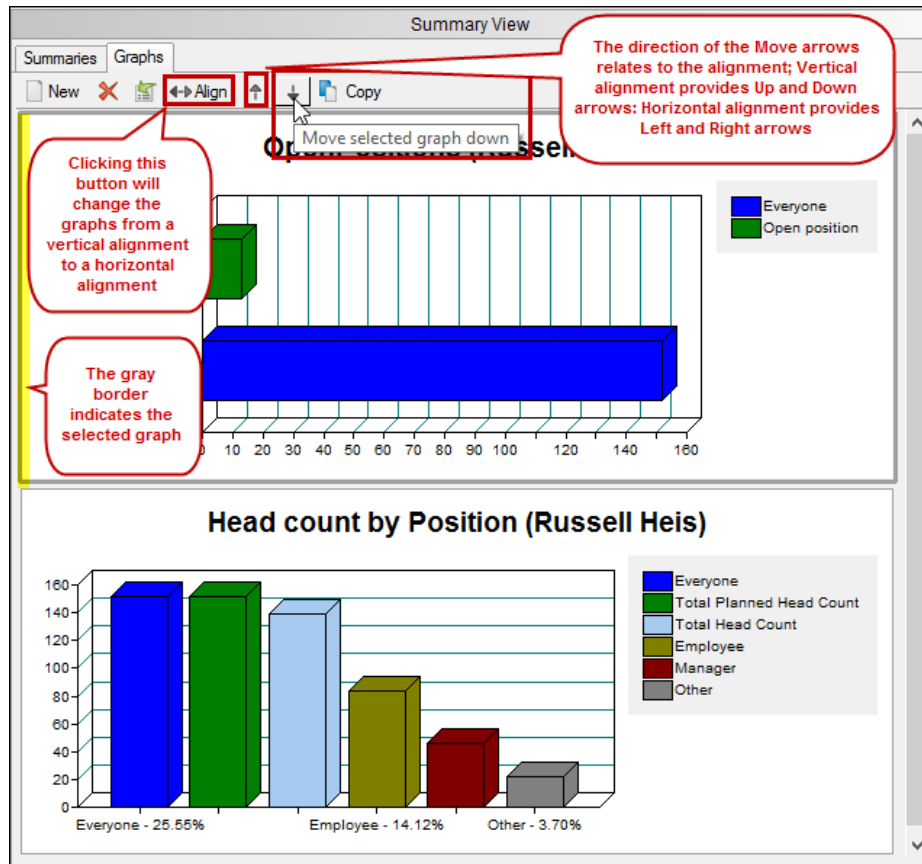 Summary View
Summaries Graphs
New Align Copy
Move selected graph down
The direction of the Move arrows
relates to the alignment; Vertical
alignment provides Up and Down
arrows: Horizontal alignment provides
Left and Right arrows
Clicking this
button will
change the
graphs from a
vertical alignment
to a horizontal
alignment
Everyone
Open position
The gray
border
indicates the
selected graph
10 20 30 40 50 60 70 80 90 100 120 140 160
Head count by Position (Russell Heis)
160
140
120
100
80
60
40
20
0
Everyone
Total Planned Head Count
Total Head Count
Employee
Manager
Other
Everyone - 25.55% Employee - 14.12% Other - 3.70%